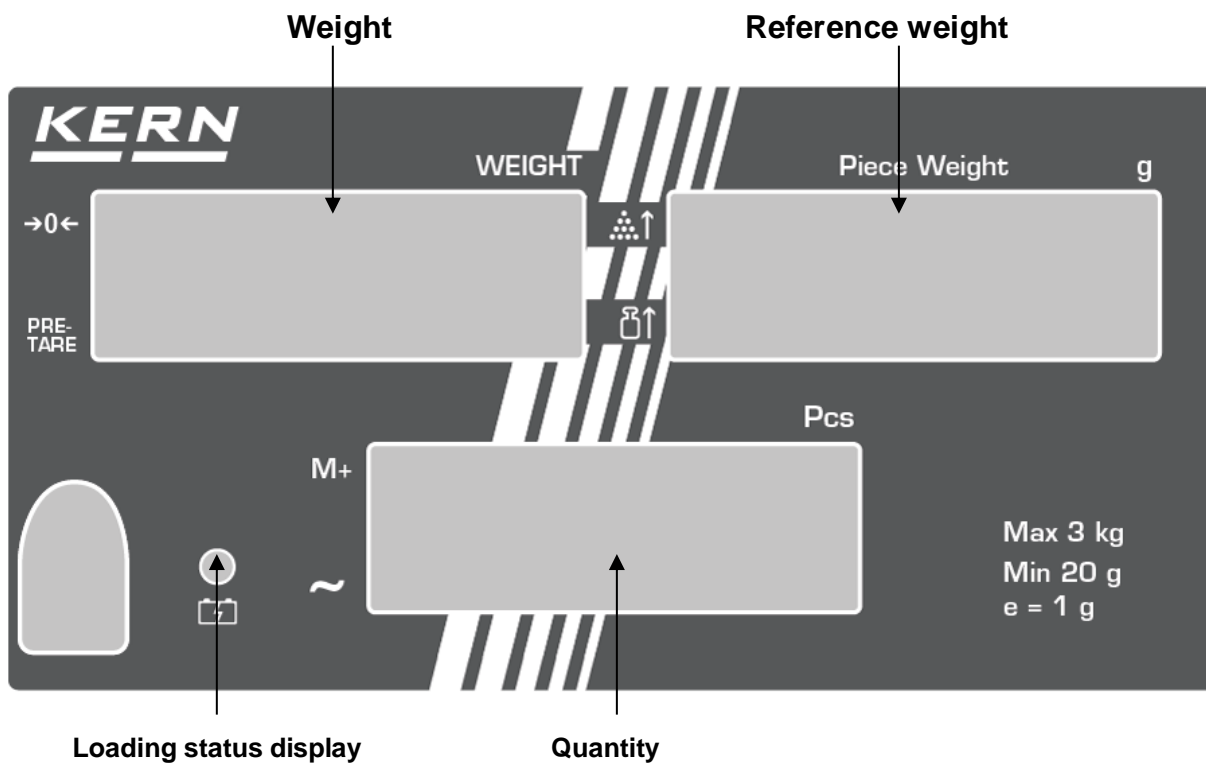 Weight
Reference weight
KERN
WEIGHT
Piece Weight g
→0←
PRE-
TARE
Pcs
M+
~
Max 3 kg
Min 20 g
e = 1 g
Loading status display
Quantity